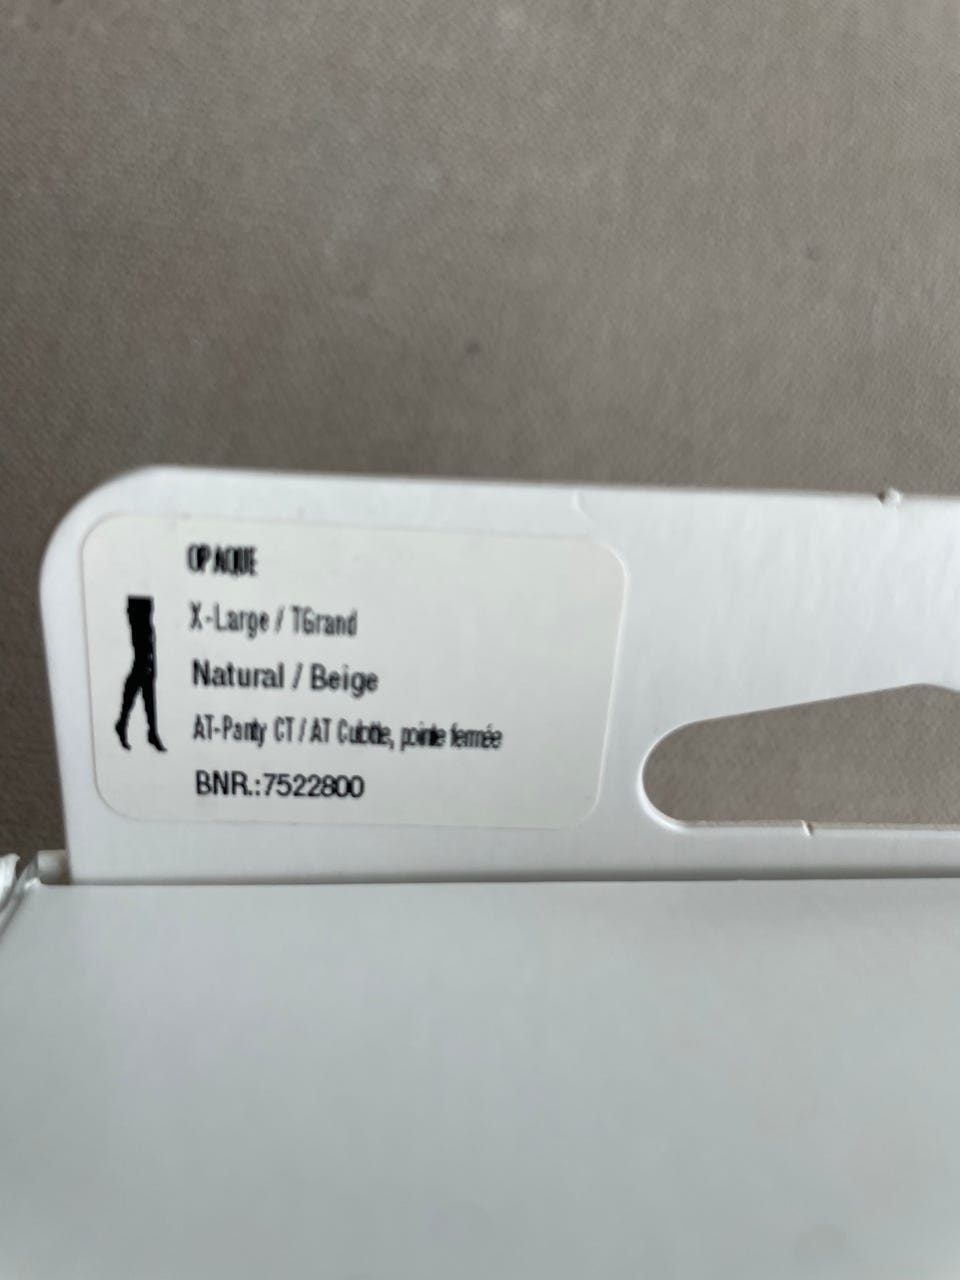 OPAQUE
X-Large / TGrand
Natural / Beige
AT-Panty CT / AT Culotte, pointe fermée
BNR.:7522800